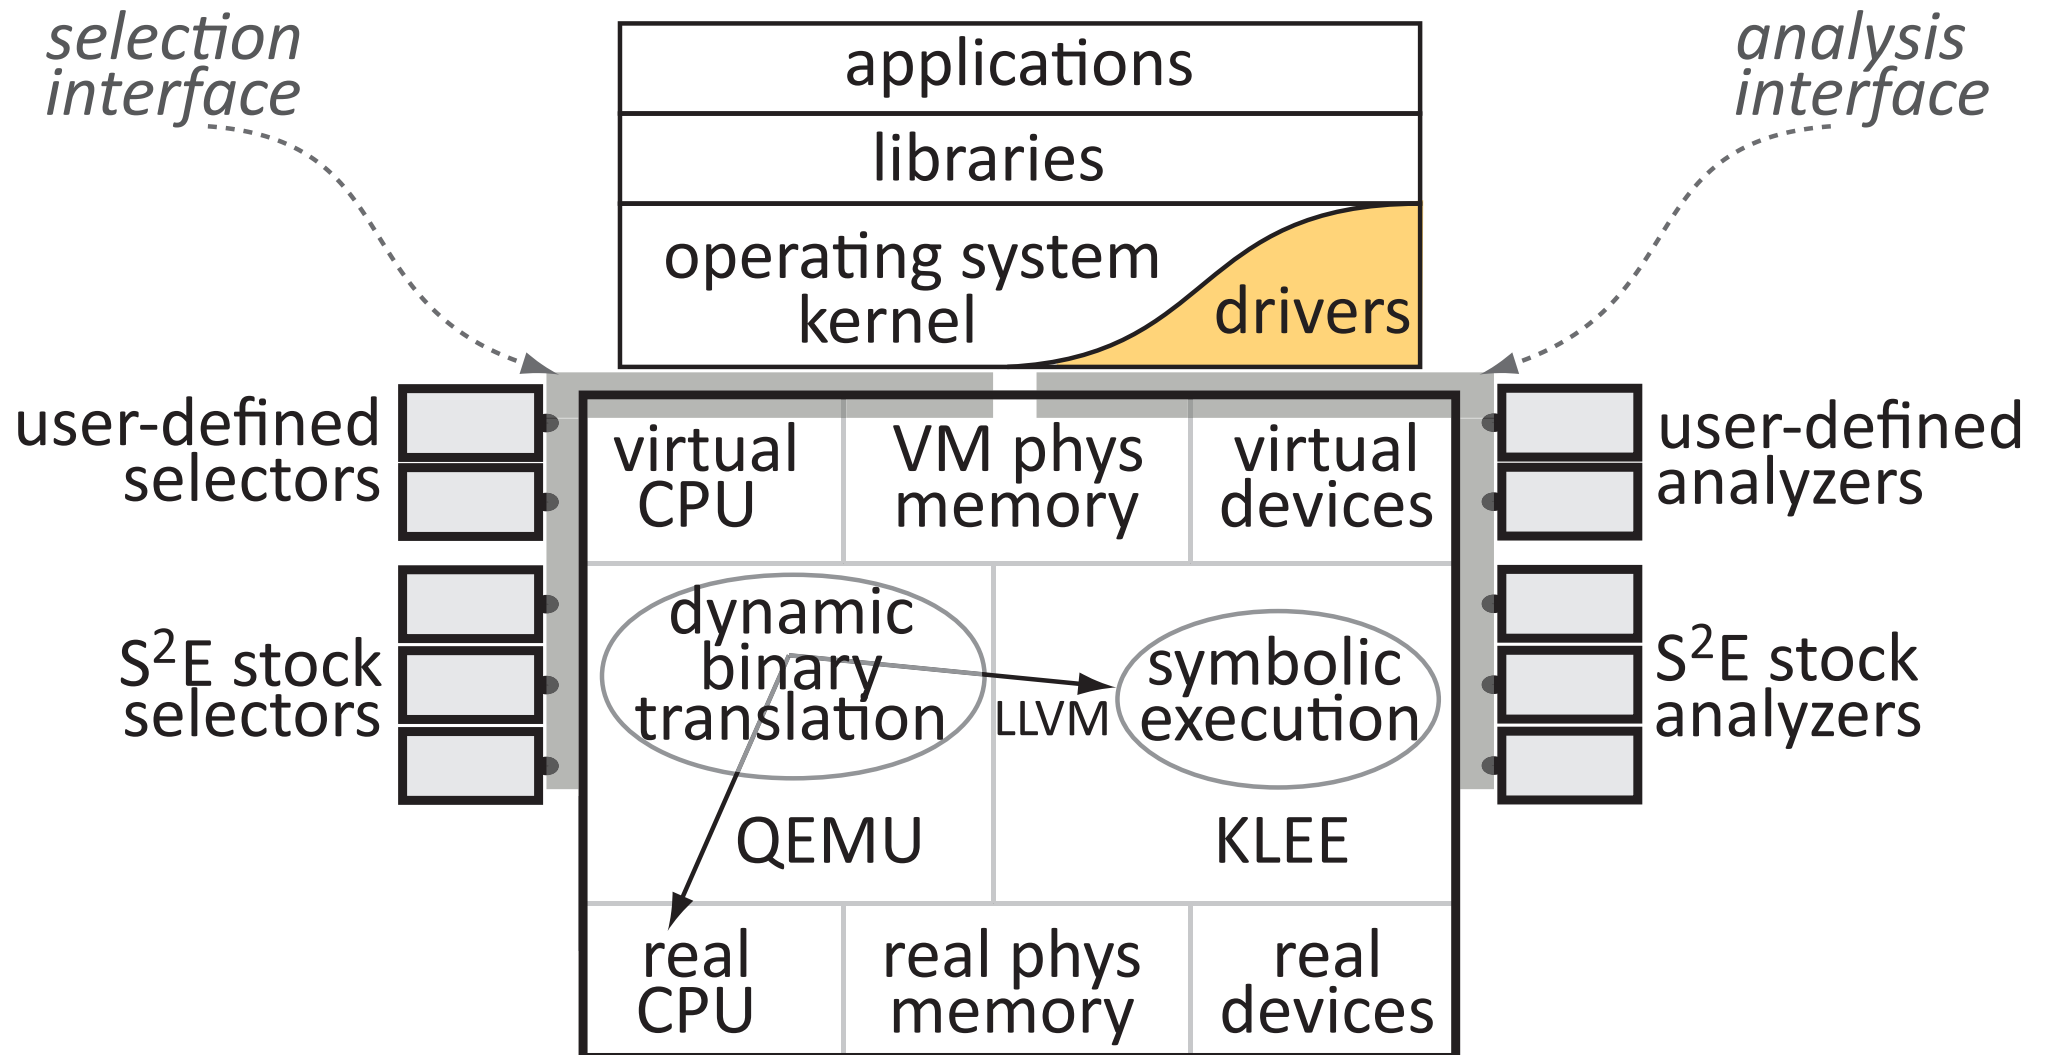 selection
interface
analysis
interface
applications
libraries
operating system
kernel
drivers
user-defined
selectors
S²E stock
selectors
virtual
CPU
VM phys
memory
virtual
devices
dynamic
binary
translation
LLVM
symbolic
execution
QEMU
KLEE
real
CPU
real phys
memory
real
devices
user-defined
analyzers
S²E stock
analyzers